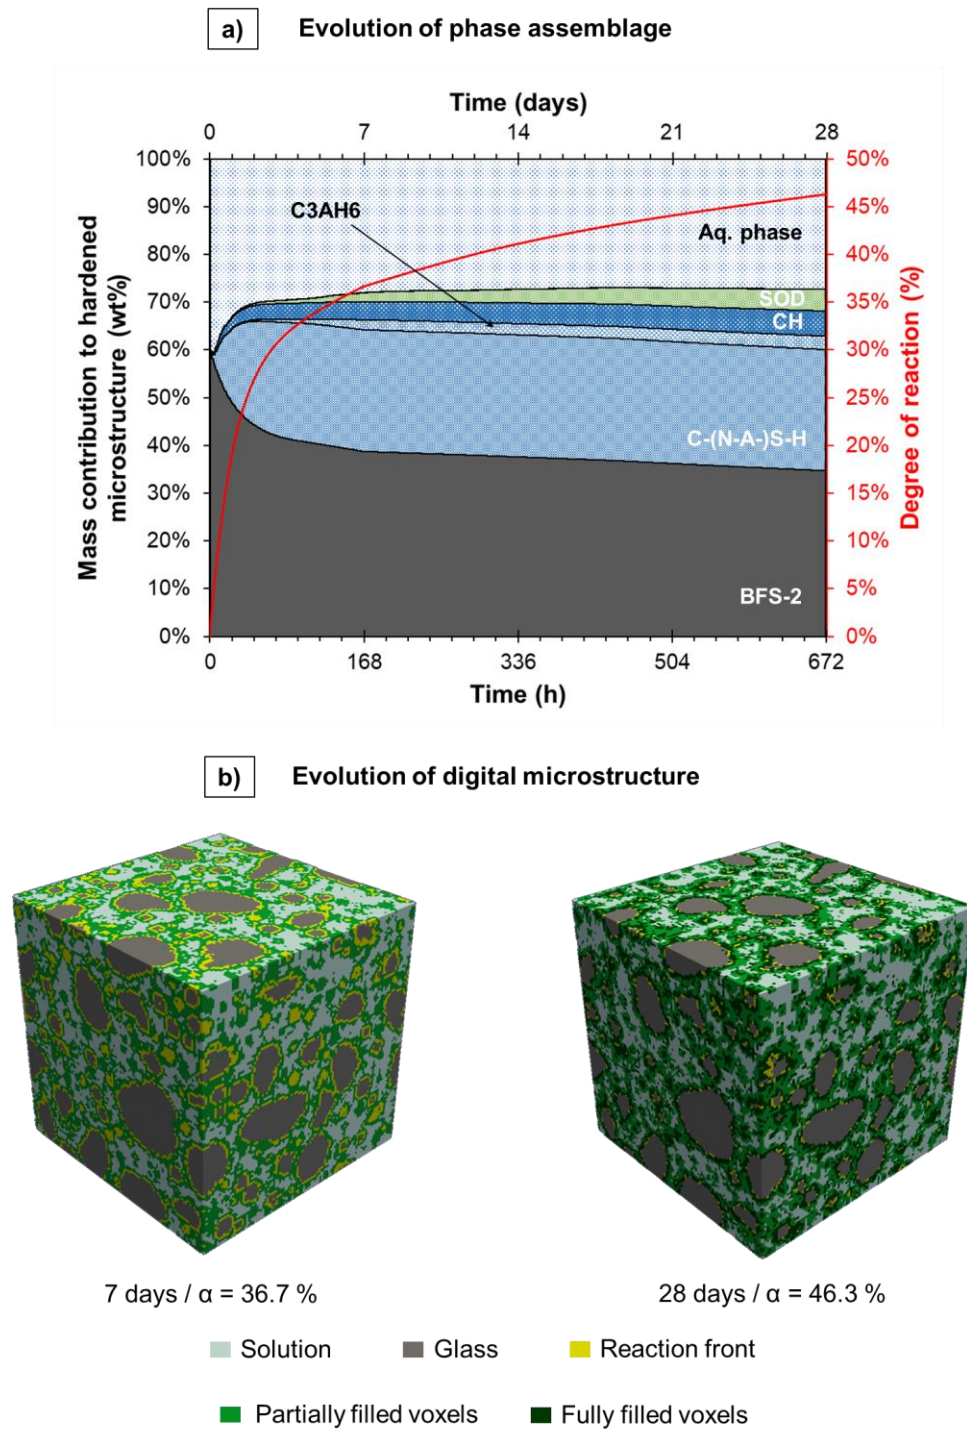 a) Evolution of phase assemblage
Time (days)
0 7 14 21 28
100% 50%
90% 45%
80% 40%
70% 35%
60% 30%
50% 25%
40% 20%
30% 15%
20% 10%
10% 5%
0% 0%
Mass contribution to hardened
microstructure (wt%)
Degree of reaction (%)
C3AH6
Aq. phase
SOD
CH
C-(N-A-)S-H
BFS-2
0 168 336 504 672
Time (h)
b) Evolution of digital microstructure
7 days / α = 36.7 % 28 days / α = 46.3 %
Solution Glass Reaction front
Partially filled voxels Fully filled voxels